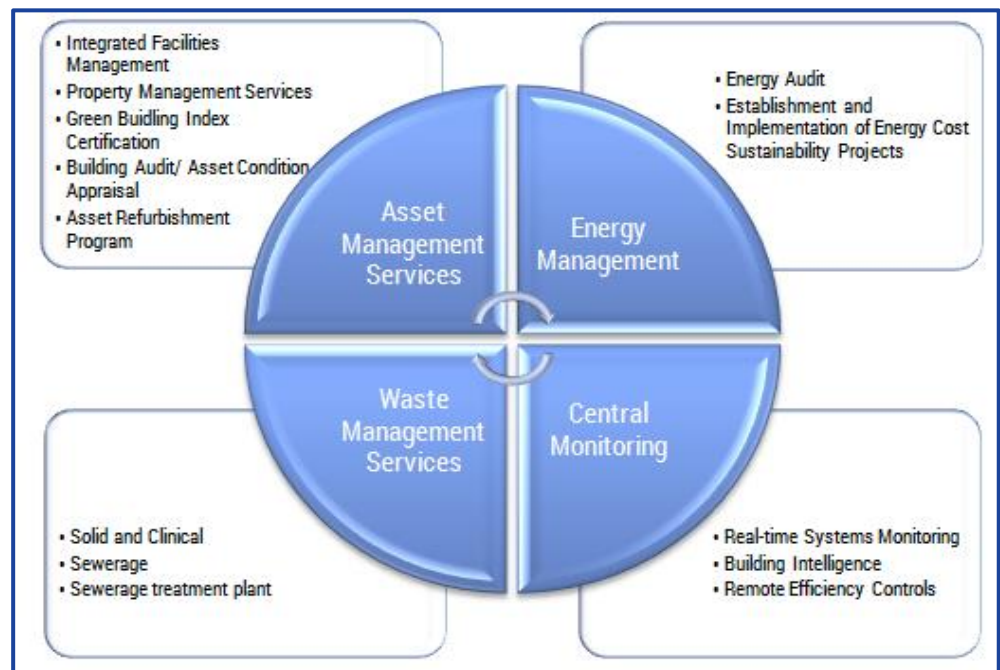 • Integrated Facilities
Management
• Property Management Services
• Green Buidling Index
Certification
• Building Audit/ Asset Condition
Appraisal
• Asset Refurbishment
Program
• Energy Audit
• Establishment and
Implementation of Energy Cost
Sustainability Projects
Asset
Management
Services
Energy
Management
Waste
Management
Services
Central
Monitoring
• Solid and Clinical
• Sewerage
• Sewerage treatment plant
• Real-time Systems Monitoring
• Building Intelligence
• Remote Efficiency Controls